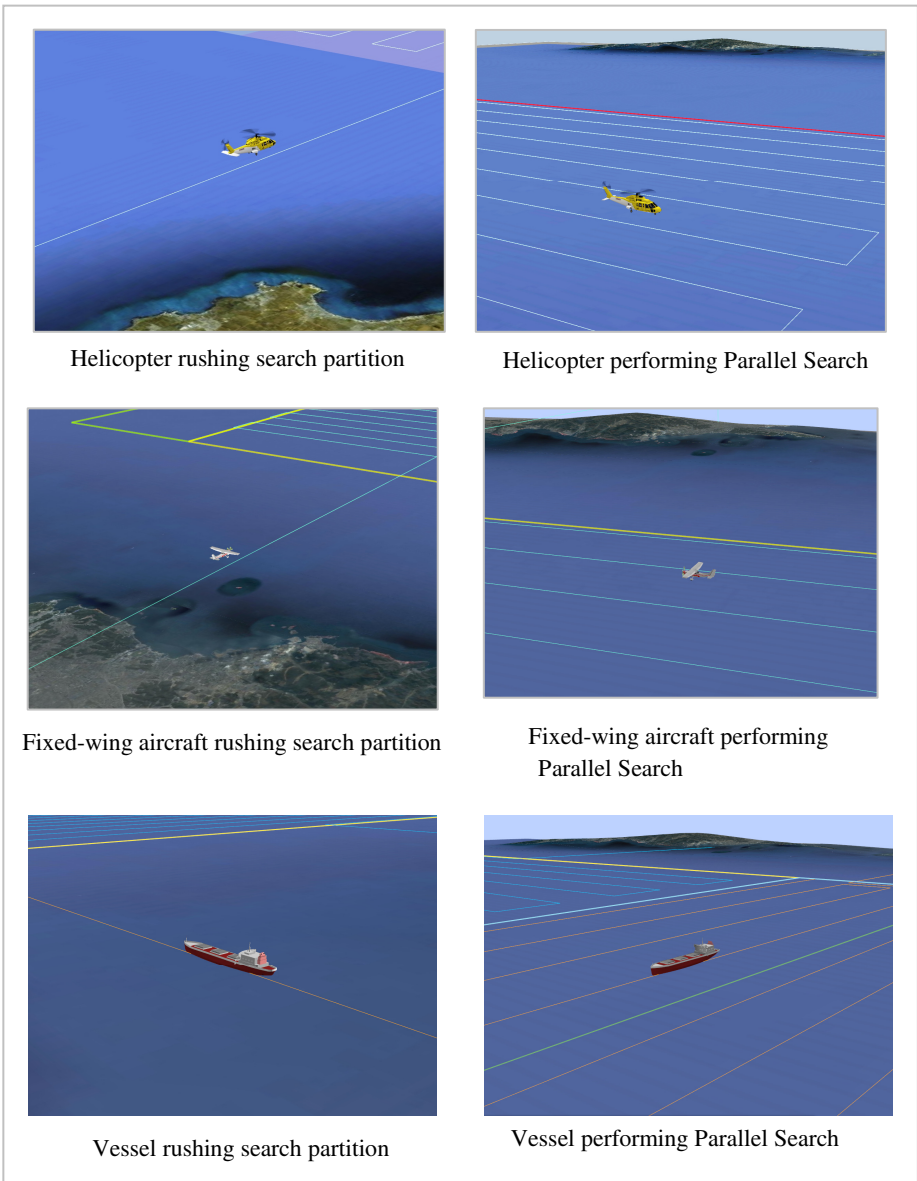 Helicopter rushing search partition
Helicopter performing Parallel Search
Fixed-wing aircraft rushing search partition
Fixed-wing aircraft performing
Parallel Search
Vessel rushing search partition
Vessel performing Parallel Search